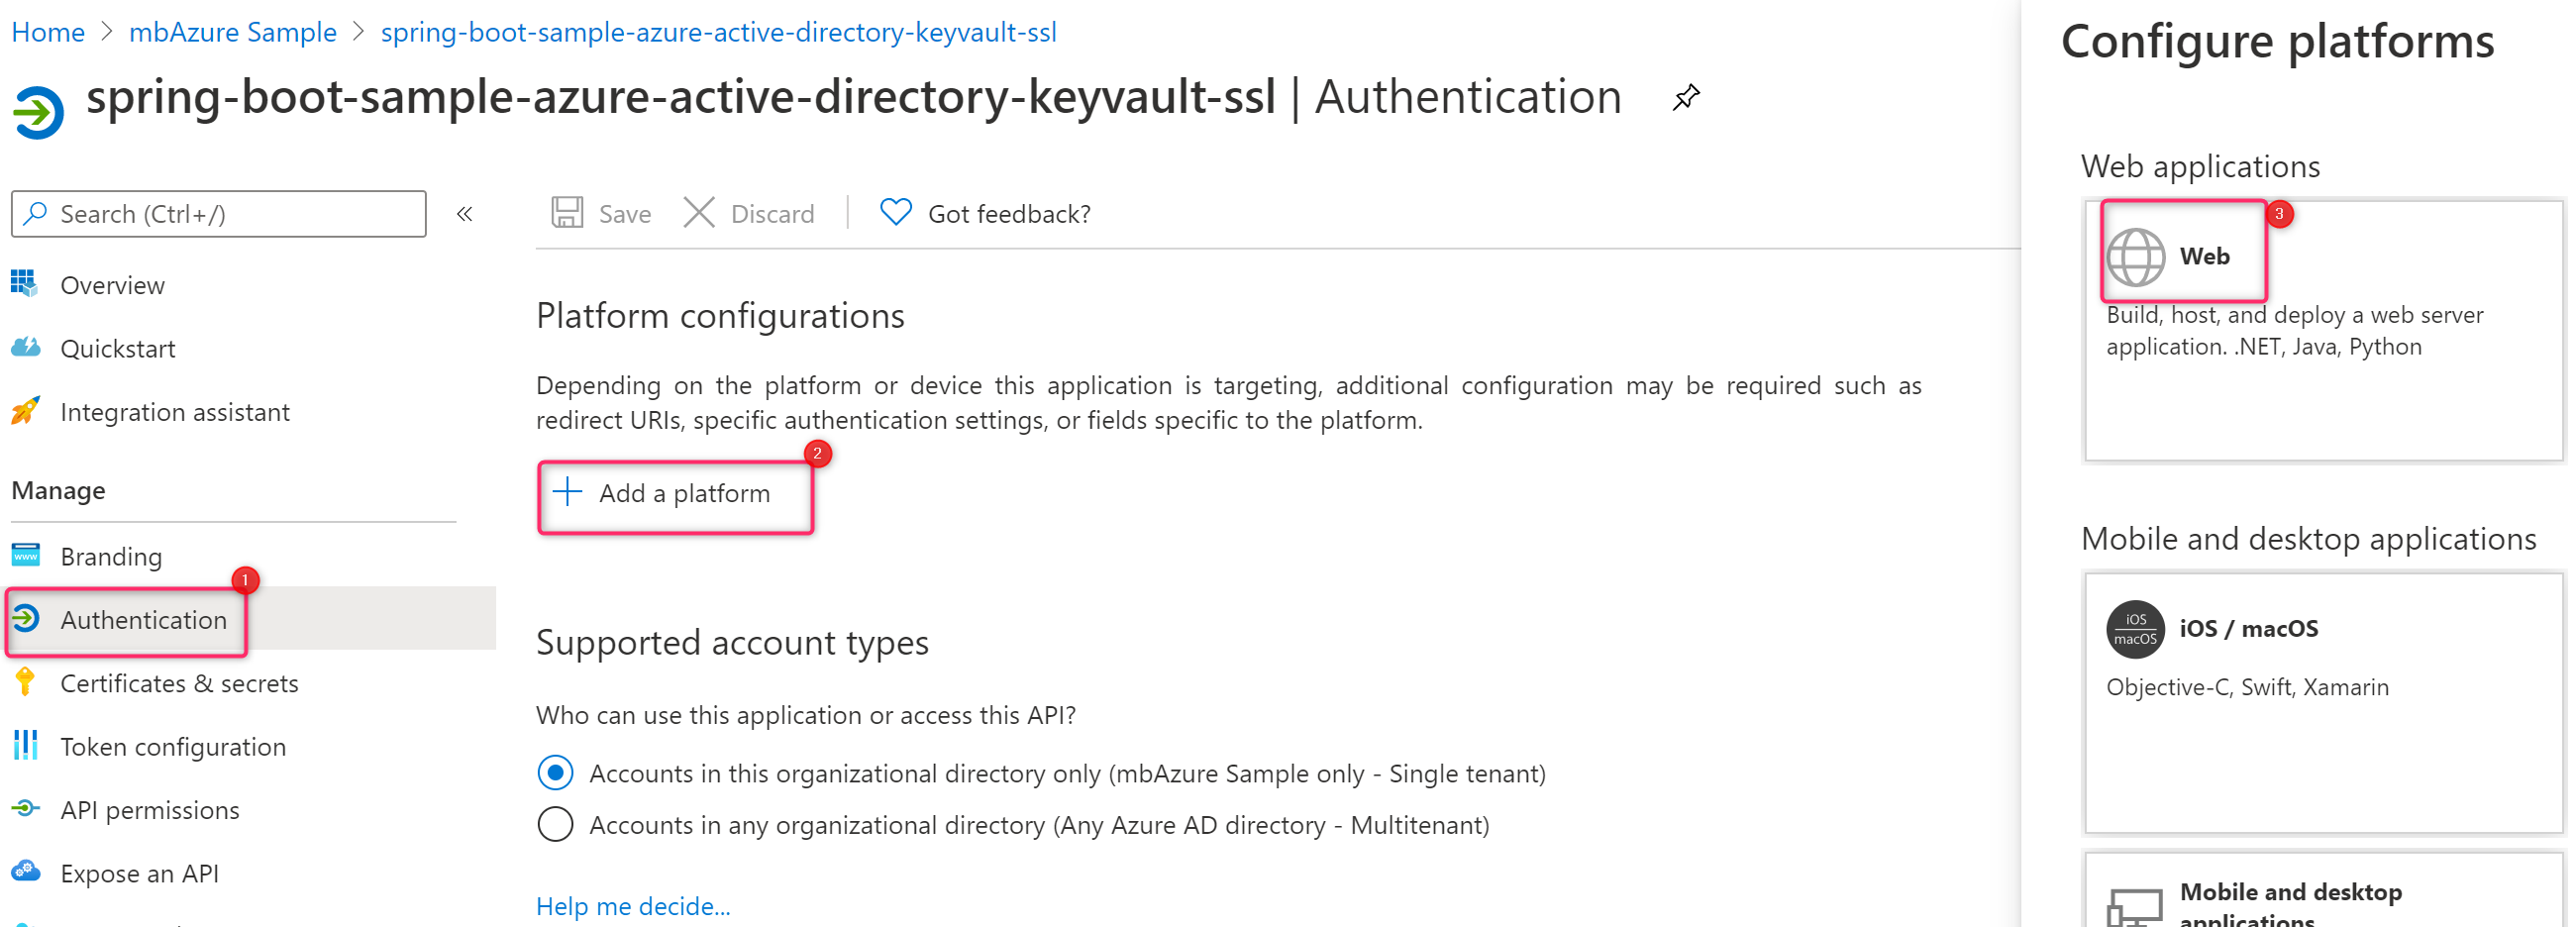 Home > mbAzure Sample > spring-boot-sample-azure-active-directory-keyvault-ssl
spring-boot-sample-azure-active-directory-keyvault-ssl | Authentication
Search (Ctrl+/)
«
Overview
Quickstart
Integration assistant
Manage
www
Branding
1
Authentication
Certificates & secrets
Token configuration
API permissions
Expose an API
Save
Discard
Got feedback?
Platform configurations
Depending on the platform or device this application is targeting, additional configuration may be required such as
redirect URIs, specific authentication settings, or fields specific to the platform.
2
+ Add a platform
Supported account types
Who can use this application or access this API?
Accounts in this organizational directory only (mbAzure Sample only - Single tenant)
Accounts in any organizational directory (Any Azure AD directory - Multitenant)
Help me decide...
Configure platforms
Web applications
3
Web
Build, host, and deploy a web server
application. .NET, Java, Python
Mobile and desktop applications
iOS
macOS
iOS / macOS
Objective-C, Swift, Xamarin
Mobile and desktop
applications